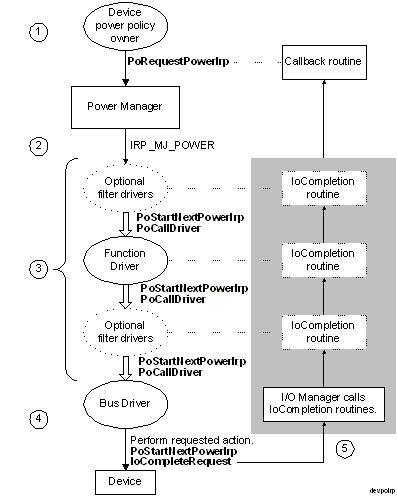 Device
power policy
owner
1
PoRequestPowerIrp
Callback routine
Power Manager
2
IRP_MJ_POWER
Optional
filter drivers
IoCompletion
routine
PoStartNextPowerIrp
PoCallDriver
3
Function
Driver
IoCompletion
routine
PoStartNextPowerIrp
PoCallDriver
Optional
filter drivers
IoCompletion
routine
PoStartNextPowerIrp
PoCallDriver
4
Bus Driver
I/O Manager calls
IoCompletion routines.
Perform requested action.
PoStartNextPowerIrp
IoCompleteRequest
5
Device
devpoirp